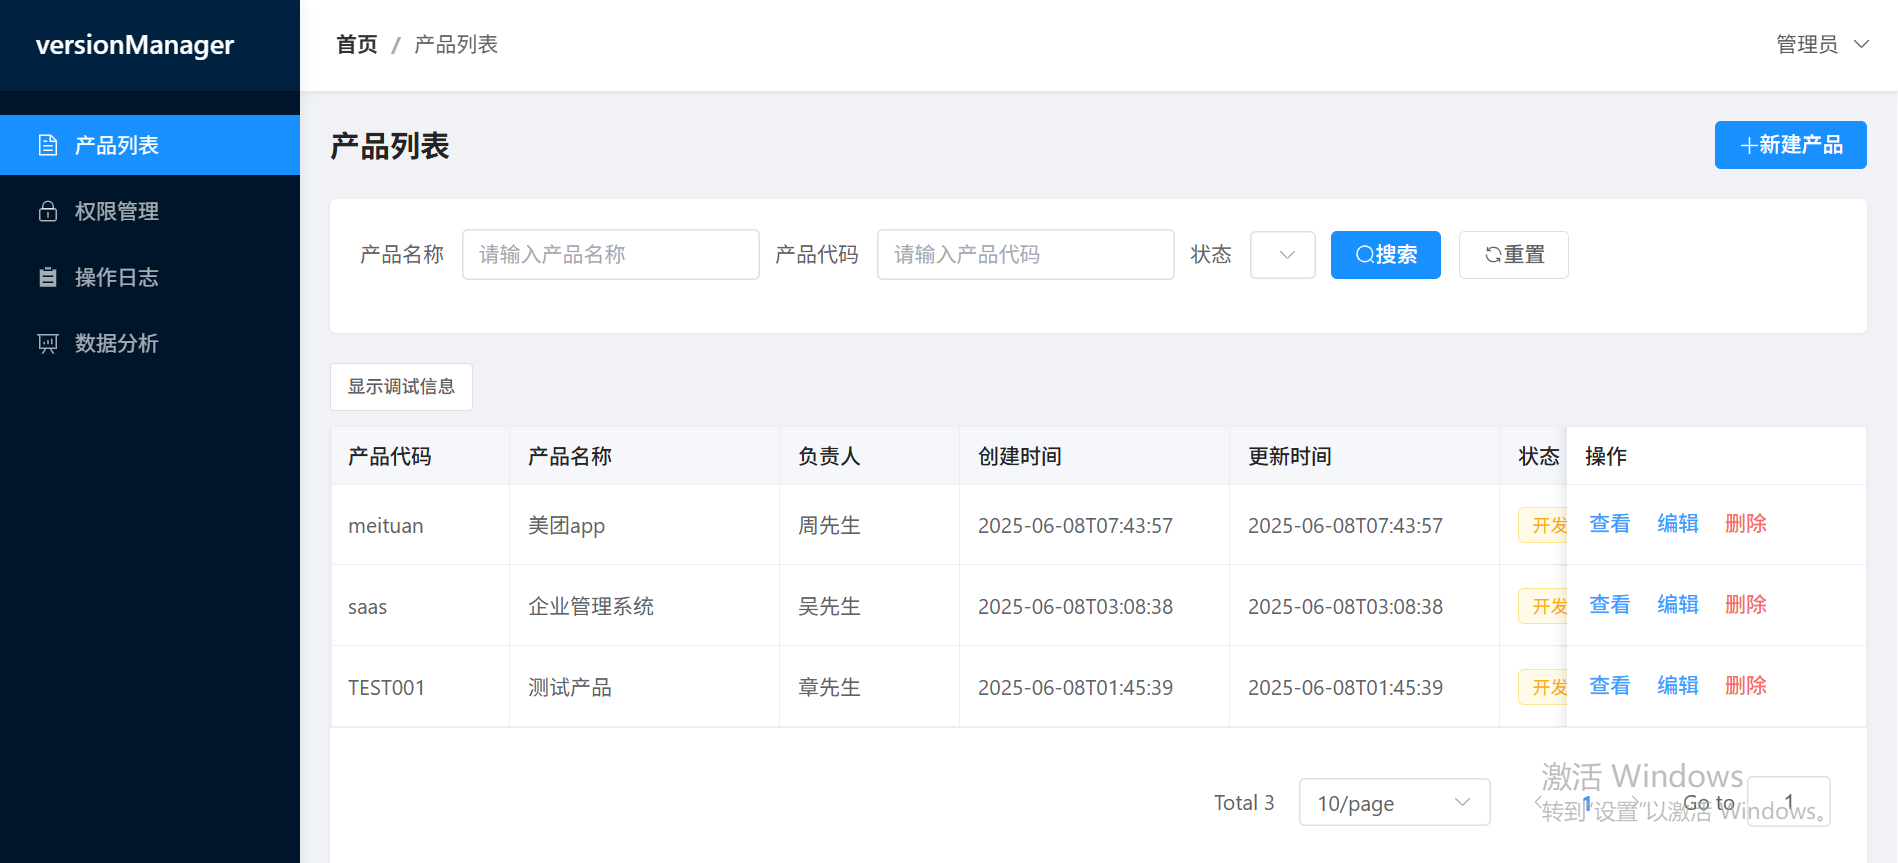 versionManager
首页 / 产品列表
管理员
产品列表
权限管理
操作日志
数据分析
产品列表
新建产品
产品名称 请输入产品名称 产品代码 请输入产品代码 状态 搜索 重置
显示调试信息
产品代码 产品名称 负责人 创建时间 更新时间 状态 操作
meituan 美团app 周先生 2025-06-08T07:43:57 2025-06-08T07:43:57 开发 查看 编辑 删除
saas 企业管理系统 吴先生 2025-06-08T03:08:38 2025-06-08T03:08:38 开发 查看 编辑 删除
TEST001 测试产品 章先生 2025-06-08T01:45:39 2025-06-08T01:45:39 开发 查看 编辑 删除
Total 3 10/page 1 Go to 1
激活 Windows
转到“设置”以激活 Windows。